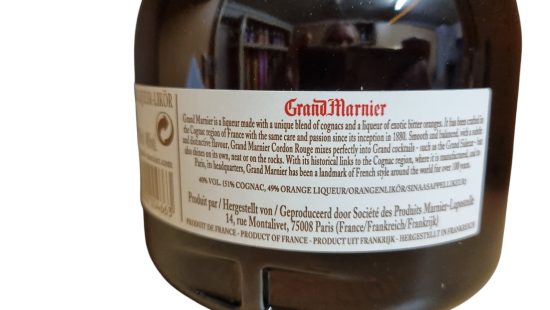 Grand Marnier
Grand Marnier is a liqueur made with a unique blend of cognacs and a liqueur of exotic bitter oranges. It has been crafted in
the Cognac region of France with the same care and passion since its inception in 1880. Smooth and balanced, with a subtle
and distinctive flavour, Grand Marnier Cordon Rouge mixes perfectly into Grand cocktails - such as the Grand Sidecar - but
also shines on its own, neat or on the rocks. With its historical links to the Cognac region, where it is manufactured, and to
Paris, its headquarters, Grand Marnier has been a landmark of French style around the world for over 100 years.
40% VOL. (51% COGNAC, 49% ORANGE LIQUEUR/ORANGENLIKÖR/SINAASAPPELLIKEUR)
Produit par / Hergestellt von / Geproduceerd door Société des Produits Marnier-Lapostolle
14, rue Montalivet, 75008 Paris (France/Frankreich/Frankrijk)
PRODUIT DE FRANCE - PRODUCT OF FRANCE - PRODUCT UIT FRANKRIJK - HERGESTELLT IN FRANKREICH
LIKÖR